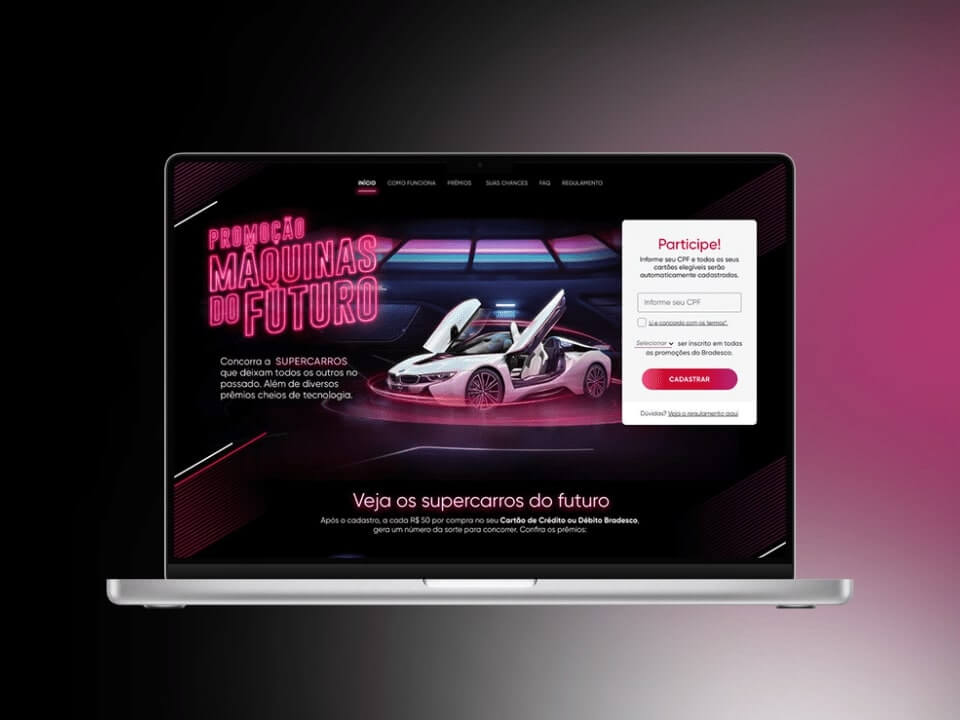 INÍCIO COMO FUNCIONA PRÊMIOS SUAS CHANCES FAQ REGULAMENTO
PROMOÇÃO
MÁQUINAS
DO FUTURO
Concorra a SUPERCARROS
que deixam todos os outros no
passado. Além de diversos
prêmios cheios de tecnologia.
Participe!
Informe seu CPF e todos os seus
cartões elegíveis serão
automaticamente cadastrados.
Informe seu CPF
Li e concordo com os termos*.
Selecionar ser inscrito em todas
as promoções do Bradesco.
CADASTRAR
Dúvidas? Veja o regulamento aqui
Veja os supercarros do futuro
Após o cadastro, a cada R$ 50 por compra no seu Cartão de Crédito ou Débito Bradesco,
gera um número da sorte para concorrer. Confira os prêmios: